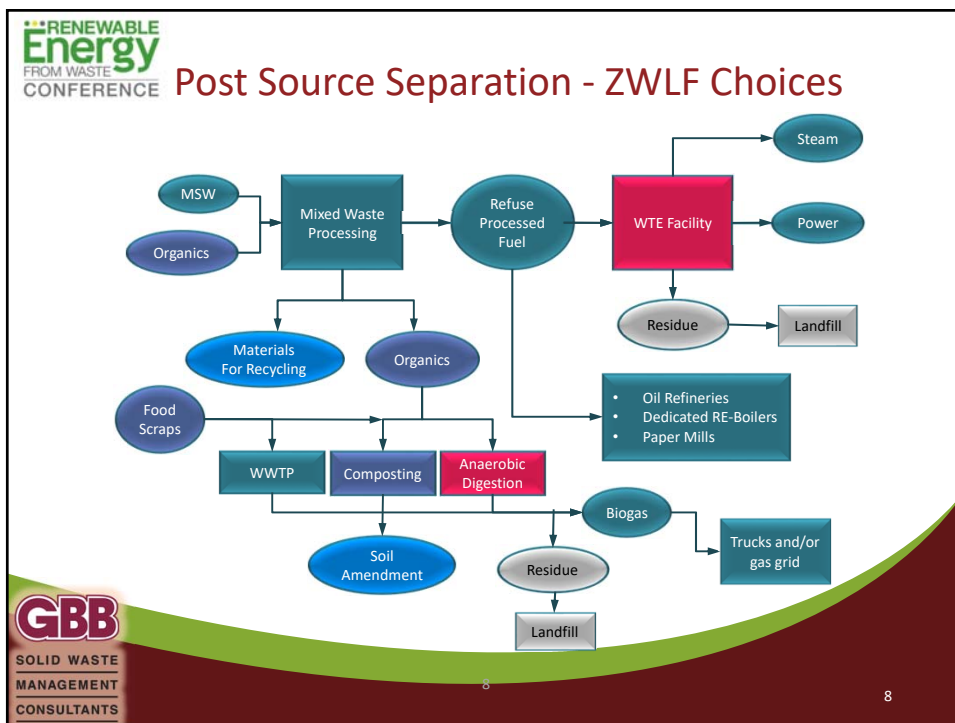 RENEWABLE
Energy
FROM WASTE
CONFERENCE
Post Source Separation - ZWLF Choices
MSW
Organics
Mixed Waste
Processing
Refuse
Processed
Fuel
WTE Facility
Steam
Power
Residue
Landfill
Materials
For Recycling
Organics
• Oil Refineries
• Dedicated RE-Boilers
• Paper Mills
Food
Scraps
WWTP
Composting
Anaerobic
Digestion
Biogas
Trucks and/or
gas grid
Soil
Amendment
Residue
Landfill
GBB
SOLID WASTE
MANAGEMENT
CONSULTANTS
8
8